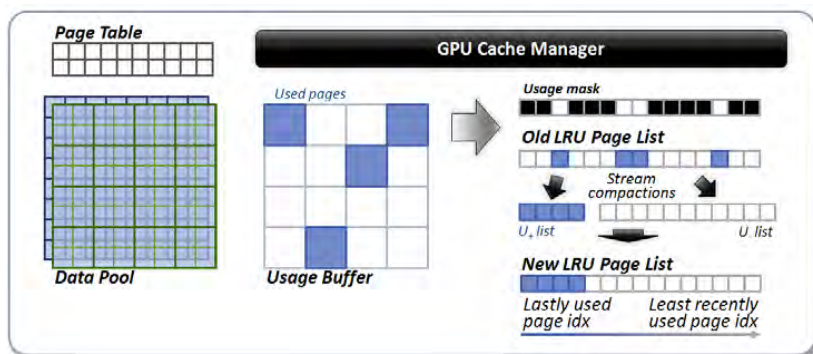 Page Table
GPU Cache Manager
Used pages
Usage mask
Old LRU Page List
Stream
compactions
U+ list
U_ list
Data Pool
Usage Buffer
New LRU Page List
Lastly used
page idx
Least recently
used page idx